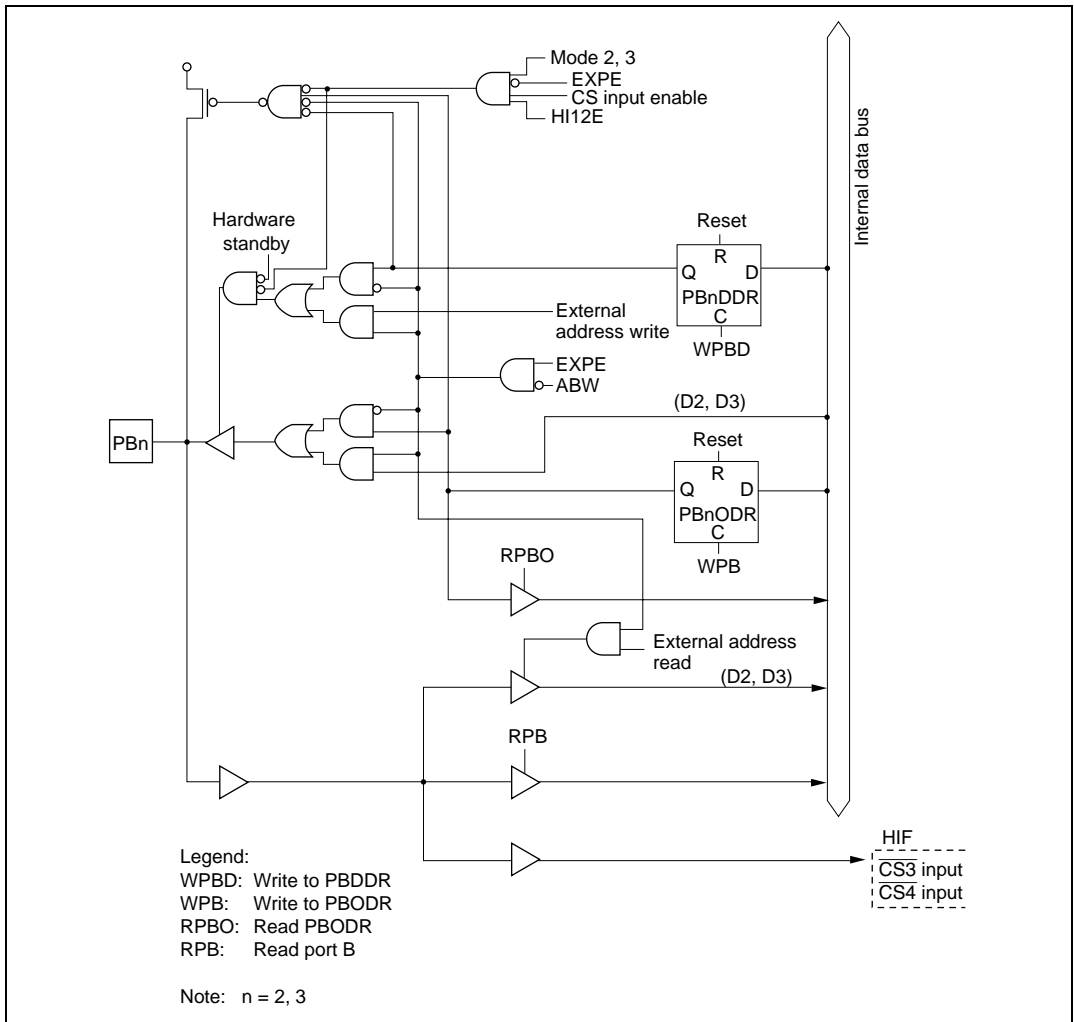 Mode 2, 3
EXPE
CS input enable
HI12E
Internal data bus
Hardware
standby
Reset
R
Q D
PBnDDR
C
WPBD
External
address write
EXPE
ABW
(D2, D3)
PBn
Reset
R
Q D
PBnODR
C
WPB
RPBO
External address
read
(D2, D3)
RPB
HIF
CS3 input
CS4 input
Legend:
WPBD: Write to PBDDR
WPB: Write to PBODR
RPBO: Read PBODR
RPB: Read port B
Note: n = 2, 3